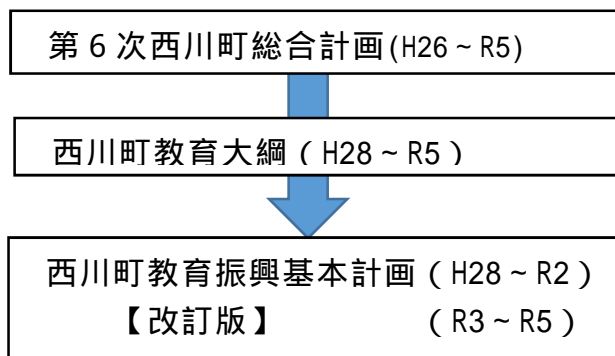 第６次西川町総合計画(H26～R5)
西川町教育大綱（H28～R5）
西川町教育振興基本計画（H28～R2）
【改訂版】（R3～R5）